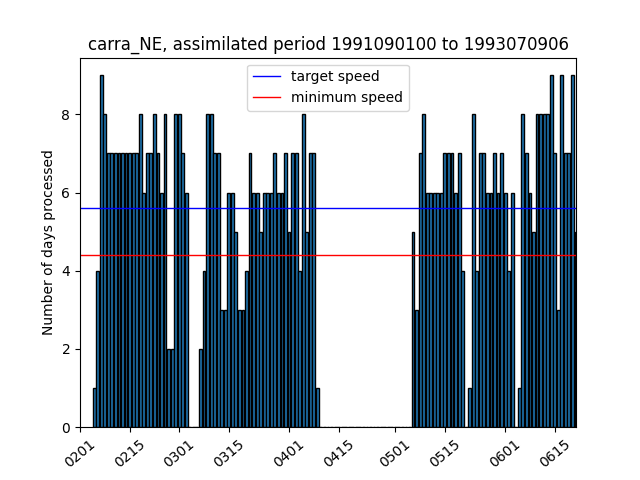 carra_NE, assimilated period 1991090100 to 1993070906
target speed
minimum speed
Number of days processed
8
6
4
2
0
0201 0215 0301 0315 0401 0415 0501 0515 0601 0615